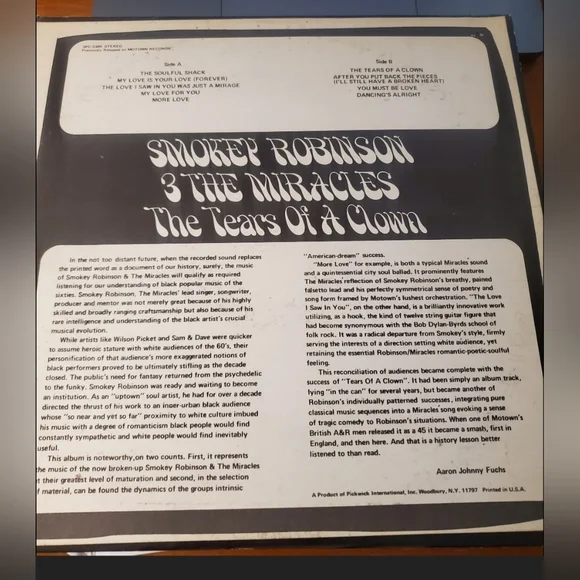 SPC-3389 STEREO
Previously Released on MOTOWN RECORDS
Side A
THE SOULFUL SHACK
MY LOVE IS YOUR LOVE (FOREVER)
THE LOVE I SAW IN YOU WAS JUST A MIRAGE
MY LOVE FOR YOU
MORE LOVE
Side B
THE TEARS OF A CLOWN
AFTER YOU PUT BACK THE PIECES
(I'LL STILL HAVE A BROKEN HEART)
YOU MUST BE LOVE
DANCING'S ALRIGHT
SMOKEY ROBINSON
& THE MIRACLES
The Tears Of A Clown
In the not too distant future, when the recorded sound replaces
the printed word as a document of our history, surely, the music
of Smokey Robinson & The Miracles will qualify as required
listening for our understanding of black popular music of the
sixties. Smokey Robinson, The Miracles' lead singer, songwriter,
producer and mentor was not merely great because of his highly
skilled and broadly ranging craftsmanship but also because of his
rare intelligence and understanding of the black artist's crucial
musical evolution.
While artists like Wilson Picket and Sam & Dave were quicker
to assume heroic stature with white audiences of the 60's, their
personification of that audience's more exaggerated notions of
black performers proved to be ultimately stifling as the decade
closed. The public's need for fantasy returned from the psychedelic
to the funky. Smokey Robinson was ready and waiting to become
an institution. As an "uptown" soul artist, he had for over a decade
directed the thrust of his work to an inser-urban black audience
whose "so near and yet so far" proximity to white culture imbued
his music with a degree of romanticism black people would find
constantly sympathetic and white people would find inevitably
useful.
This album is noteworthy, on two counts. First, it represents
the music of the now broken-up Smokey Robinson & The Miracles
at their greatest level of maturation and second, in the selection
f material, can be found the dynamics of the groups intrinsic
"American-dream" success.
"More Love" for example, is both a typical Miracles sound
and a quintessential city soul ballad. It prominently features
The Miracles reflection of Smokey Robinson's breathy, pained
falsetto lead and his perfectly symmetrical sense of poetry and
song form framed by Motown's lushest orchestration. "The Love
I Saw In You", on the other hand, is a brilliantly innovative work
utilizing, as a hook, the kind of twelve string guitar figure that
had become synonymous with the Bob Dylan-Byrds school of
folk rock. It was a radical departure from Smokey's style, firmly
serving the interests of a direction setting white audience, yet
retaining the essential Robinson/Miracles romantic-poetic-soulful
feeling.
This reconciliation of audiences became complete with the
success of "Tears Of A Clown". It had been simply an album track,
lying "in the can" for several years, but became another of
Robinson's individually patterned successes, integrating pure
classical music sequences into a Miracles song evoking a sense
of tragic comedy to Robinson's situations. When one of Motown's
British A&R men released it as a 45 it became a smash, first in
England, and then here. And that is a history lesson better
listened to than read.
Aaron Johnny Fuchs
A Product of Pickwick International, Inc. Woodbury, N.Y. 11797 Printed in U.S.A.